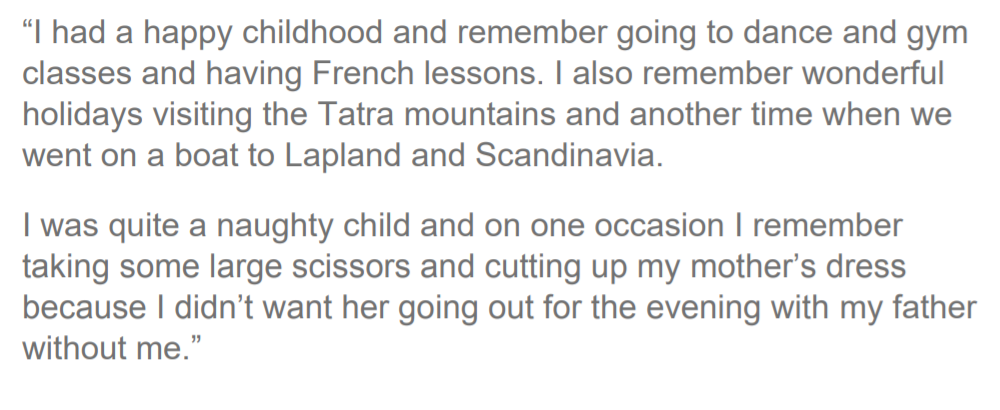 “I had a happy childhood and remember going to dance and gym
classes and having French lessons. I also remember wonderful
holidays visiting the Tatra mountains and another time when we
went on a boat to Lapland and Scandinavia.
I was quite a naughty child and on one occasion I remember
taking some large scissors and cutting up my mother’s dress
because I didn’t want her going out for the evening with my father
without me.”